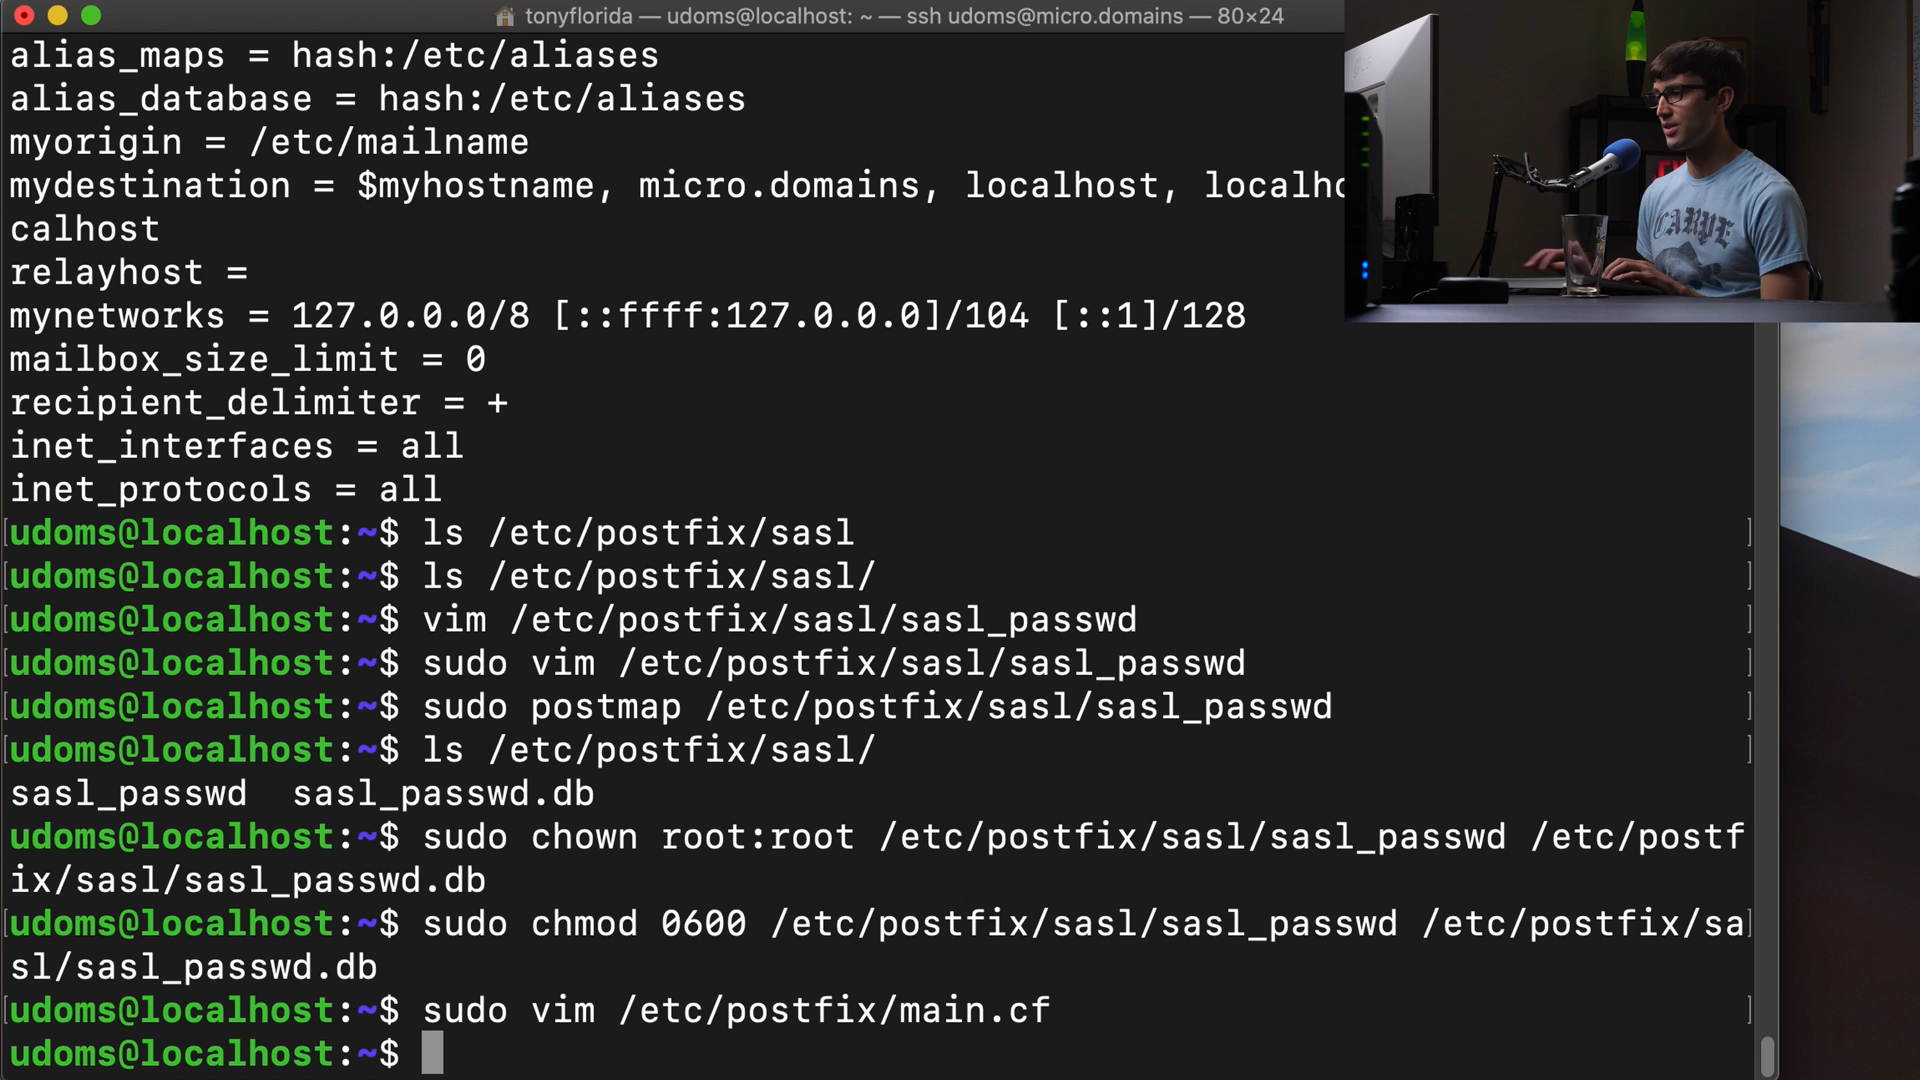 tonyflorida — udoms@localhost: ~ — ssh udoms@micro.domains — 80×24
alias_maps = hash:/etc/aliases
alias_database = hash:/etc/aliases
myorigin = /etc/mailname
mydestination = $myhostname, micro.domains, localhost, localho
calhost
relayhost =
mynetworks = 127.0.0.0/8 [::ffff:127.0.0.0]/104 [::1]/128
mailbox_size_limit = 0
recipient_delimiter = +
inet_interfaces = all
inet_protocols = all
[udoms@localhost:~$ ls /etc/postfix/sasl ]
[udoms@localhost:~$ ls /etc/postfix/sasl/ ]
[udoms@localhost:~$ vim /etc/postfix/sasl/sasl_passwd ]
[udoms@localhost:~$ sudo vim /etc/postfix/sasl/sasl_passwd ]
[udoms@localhost:~$ sudo postmap /etc/postfix/sasl/sasl_passwd ]
[udoms@localhost:~$ ls /etc/postfix/sasl/ ]
sasl_passwd  sasl_passwd.db
udoms@localhost:~$ sudo chown root:root /etc/postfix/sasl/sasl_passwd /etc/postf
ix/sasl/sasl_passwd.db
[udoms@localhost:~$ sudo chmod 0600 /etc/postfix/sasl/sasl_passwd /etc/postfix/sa]
sl/sasl_passwd.db
[udoms@localhost:~$ sudo vim /etc/postfix/main.cf ]
udoms@localhost:~$
CARPE